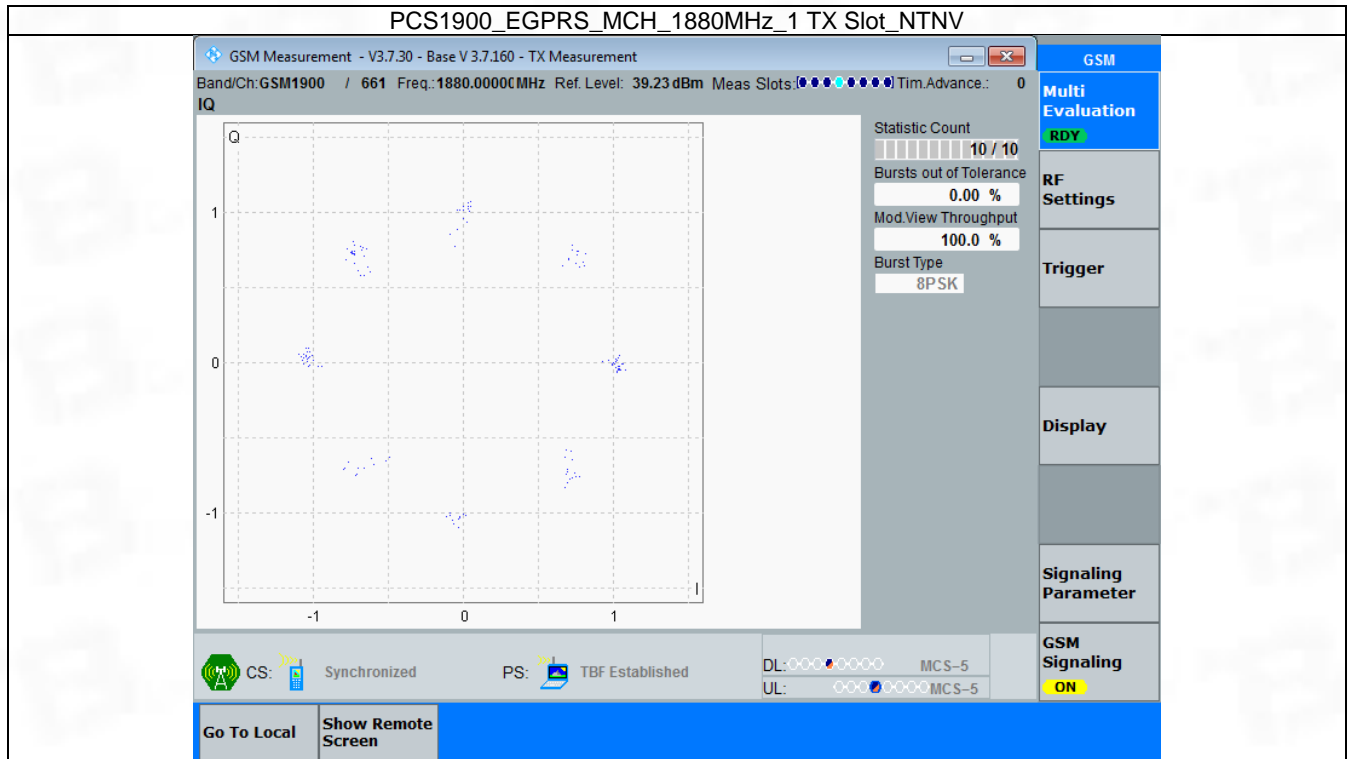 PCS1900_EGPRS_MCH_1880MHz_1 TX Slot_NTNV
GSM Measurement - V3.7.30 - Base V 3.7.160 - TX Measurement
Band/Ch:GSM1900 / 661 Freq.:1880.00000MHz Ref. Level: 39.23 dBm Meas Slots: Tim.Advance.: 0
IQ
Q
1
0
-1
-1 0 1
I
Statistic Count
10 / 10
Bursts out of Tolerance
0.00 %
Mod.View Throughput
100.0 %
Burst Type
8PSK
GSM
Multi
Evaluation
RDY
RF
Settings
Trigger
Display
Signaling
Parameter
GSM
Signaling
ON
CS: Synchronized PS: TBF Established
DL: MCS-5
UL: MCS-5
Go To Local
Show Remote
Screen